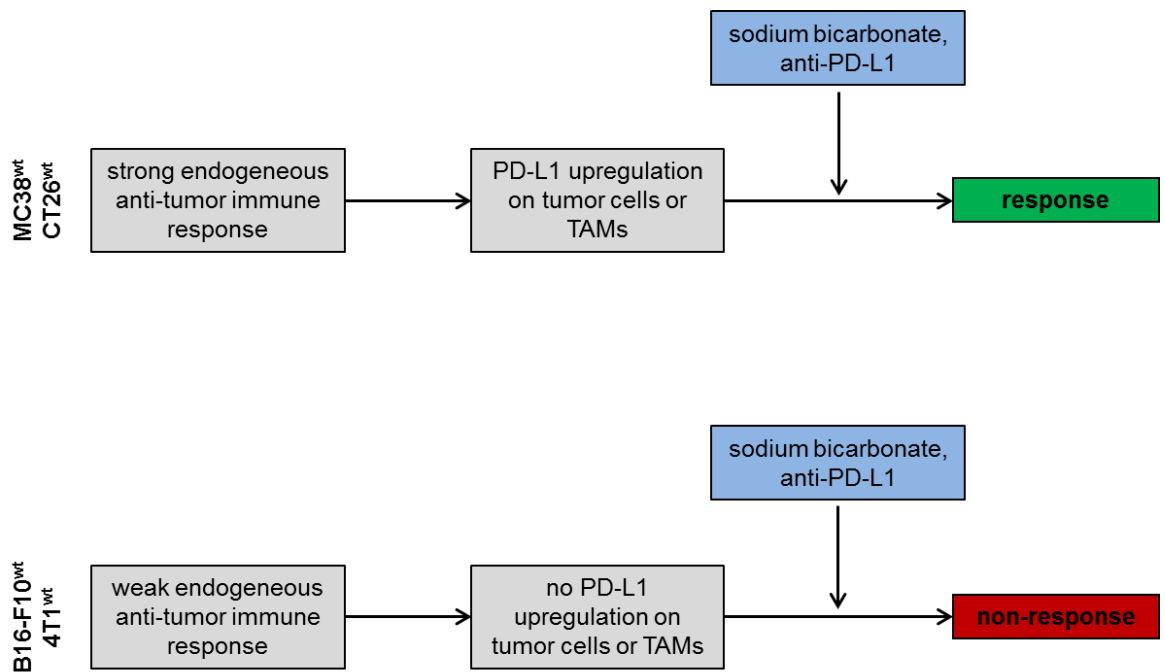 sodium bicarbonate,
anti-PD-L1
MC38wt
CT26wt
strong endogeneous
anti-tumor immune
response
PD-L1 upregulation
on tumor cells or
TAMs
response
sodium bicarbonate,
anti-PD-L1
B16-F10wt
4T1wt
weak endogeneous
anti-tumor immune
response
no PD-L1
upregulation on
tumor cells or TAMs
non-response